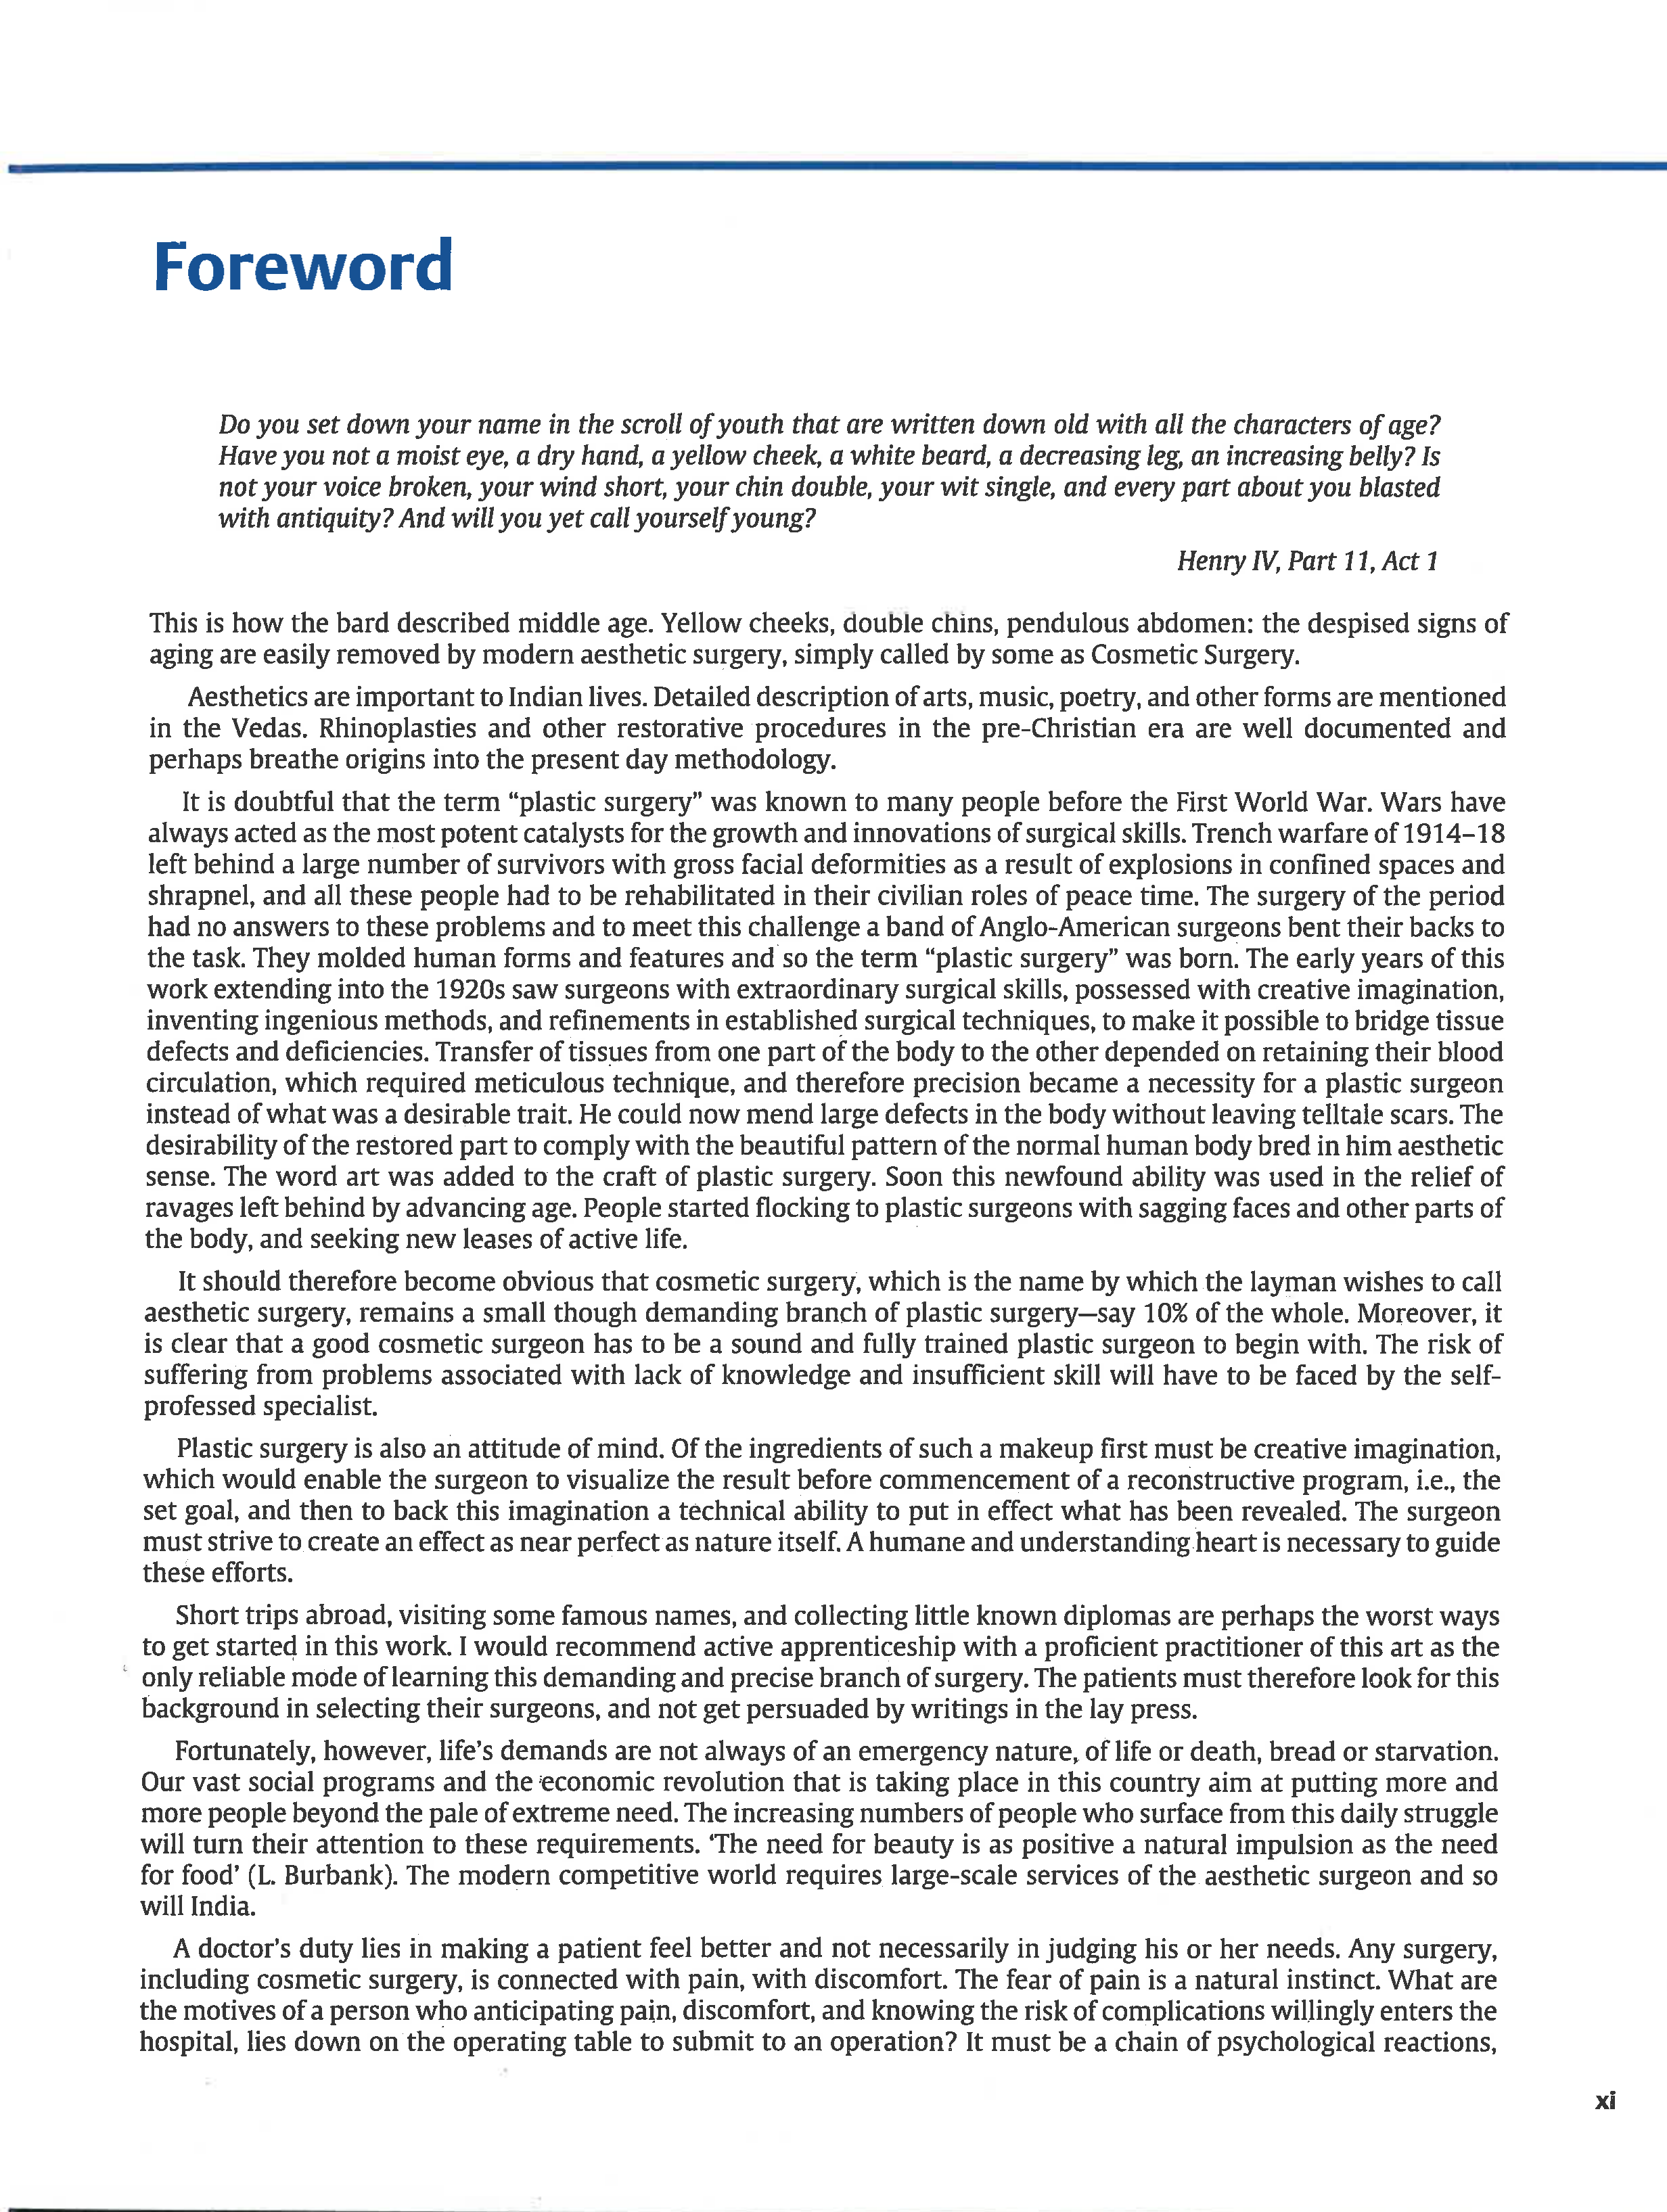 Foreword
Do you set down your name in the scroll of youth that are written down old with all the characters of age?
Have you not a moist eye, a dry hand, a yellow cheek, a white beard, a decreasing leg, an increasing belly? Is
not your voice broken, your wind short, your chin double, your wit single, and every part about you blasted
with antiquity? And will you yet call yourself young?
Henry IV, Part 11, Act 1
This is how the bard described middle age. Yellow cheeks, double chins, pendulous abdomen: the despised signs of
aging are easily removed by modern aesthetic surgery, simply called by some as Cosmetic Surgery.
Aesthetics are important to Indian lives. Detailed description of arts, music, poetry, and other forms are mentioned
in the Vedas. Rhinoplasties and other restorative procedures in the pre-Christian era are well documented and
perhaps breathe origins into the present day methodology.
It is doubtful that the term “plastic surgery” was known to many people before the First World War. Wars have
always acted as the most potent catalysts for the growth and innovations of surgical skills. Trench warfare of 1914–18
left behind a large number of survivors with gross facial deformities as a result of explosions in confined spaces and
shrapnel, and all these people had to be rehabilitated in their civilian roles of peace time. The surgery of the period
had no answers to these problems and to meet this challenge a band of Anglo-American surgeons bent their backs to
the task. They molded human forms and features and so the term “plastic surgery” was born. The early years of this
work extending into the 1920s saw surgeons with extraordinary surgical skills, possessed with creative imagination,
inventing ingenious methods, and refinements in established surgical techniques, to make it possible to bridge tissue
defects and deficiencies. Transfer of tissues from one part of the body to the other depended on retaining their blood
circulation, which required meticulous technique, and therefore precision became a necessity for a plastic surgeon
instead of what was a desirable trait. He could now mend large defects in the body without leaving telltale scars. The
desirability of the restored part to comply with the beautiful pattern of the normal human body bred in him aesthetic
sense. The word art was added to the craft of plastic surgery. Soon this newfound ability was used in the relief of
ravages left behind by advancing age. People started flocking to plastic surgeons with sagging faces and other parts of
the body, and seeking new leases of active life.
It should therefore become obvious that cosmetic surgery, which is the name by which the layman wishes to call
aesthetic surgery, remains a small though demanding branch of plastic surgery—say 10% of the whole. Moreover, it
is clear that a good cosmetic surgeon has to be a sound and fully trained plastic surgeon to begin with. The risk of
suffering from problems associated with lack of knowledge and insufficient skill will have to be faced by the self-
professed specialist.
Plastic surgery is also an attitude of mind. Of the ingredients of such a makeup first must be creative imagination,
which would enable the surgeon to visualize the result before commencement of a reconstructive program, i.e., the
set goal, and then to back this imagination a technical ability to put in effect what has been revealed. The surgeon
must strive to create an effect as near perfect as nature itself. A humane and understanding heart is necessary to guide
these efforts.
Short trips abroad, visiting some famous names, and collecting little known diplomas are perhaps the worst ways
to get started in this work. I would recommend active apprenticeship with a proficient practitioner of this art as the
only reliable mode of learning this demanding and precise branch of surgery. The patients must therefore look for this
background in selecting their surgeons, and not get persuaded by writings in the lay press.
Fortunately, however, life’s demands are not always of an emergency nature, of life or death, bread or starvation.
Our vast social programs and the economic revolution that is taking place in this country aim at putting more and
more people beyond the pale of extreme need. The increasing numbers of people who surface from this daily struggle
will turn their attention to these requirements. ‘The need for beauty is as positive a natural impulsion as the need
for food’ (L. Burbank). The modern competitive world requires large-scale services of the aesthetic surgeon and so
will India.
A doctor’s duty lies in making a patient feel better and not necessarily in judging his or her needs. Any surgery,
including cosmetic surgery, is connected with pain, with discomfort. The fear of pain is a natural instinct. What are
the motives of a person who anticipating pain, discomfort, and knowing the risk of complications willingly enters the
hospital, lies down on the operating table to submit to an operation? It must be a chain of psychological reactions,
xi